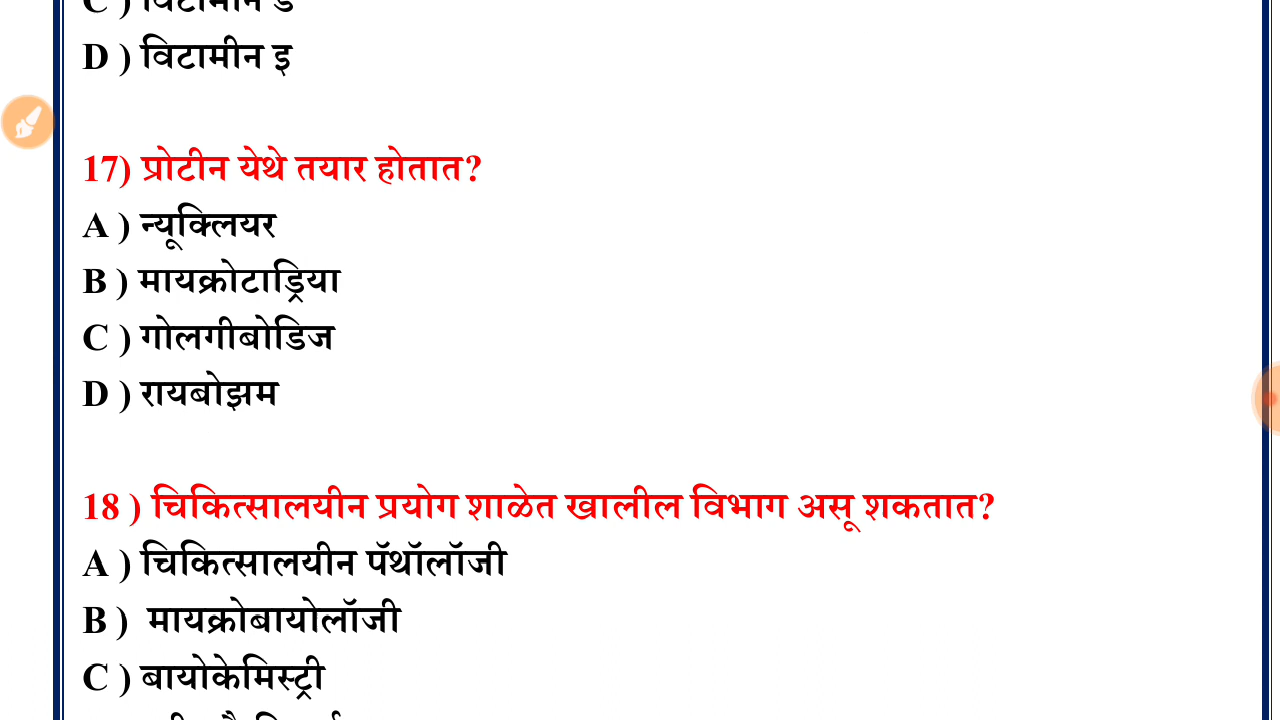 C ) विटामीन ड
D ) विटामीन इ
17) प्रोटीन येथे तयार होतात?
A ) न्यूक्लियर
B ) मायक्रोटाड्रिया
C ) गोलगीबोडिज
D ) रायबोझम
18 ) चिकित्सालयीन प्रयोग शाळेत खालील विभाग असू शकतात?
A ) चिकित्सालयीन पॅथॉलॉजी
B ) मायक्रोबायोलॉजी
C ) बायोकेमिस्ट्री